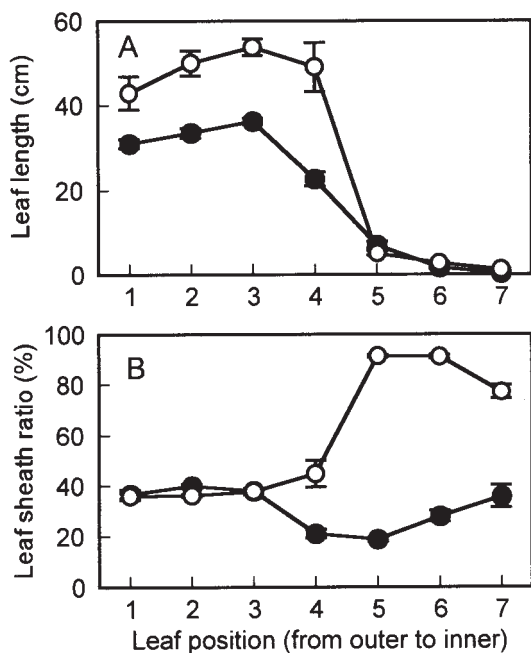 A
Leaf length (cm)
60
40
20
0
1 2 3 4 5 6 7
B
Leaf sheath ratio (%)
100
80
60
40
20
0
1 2 3 4 5 6 7
Leaf position (from outer to inner)